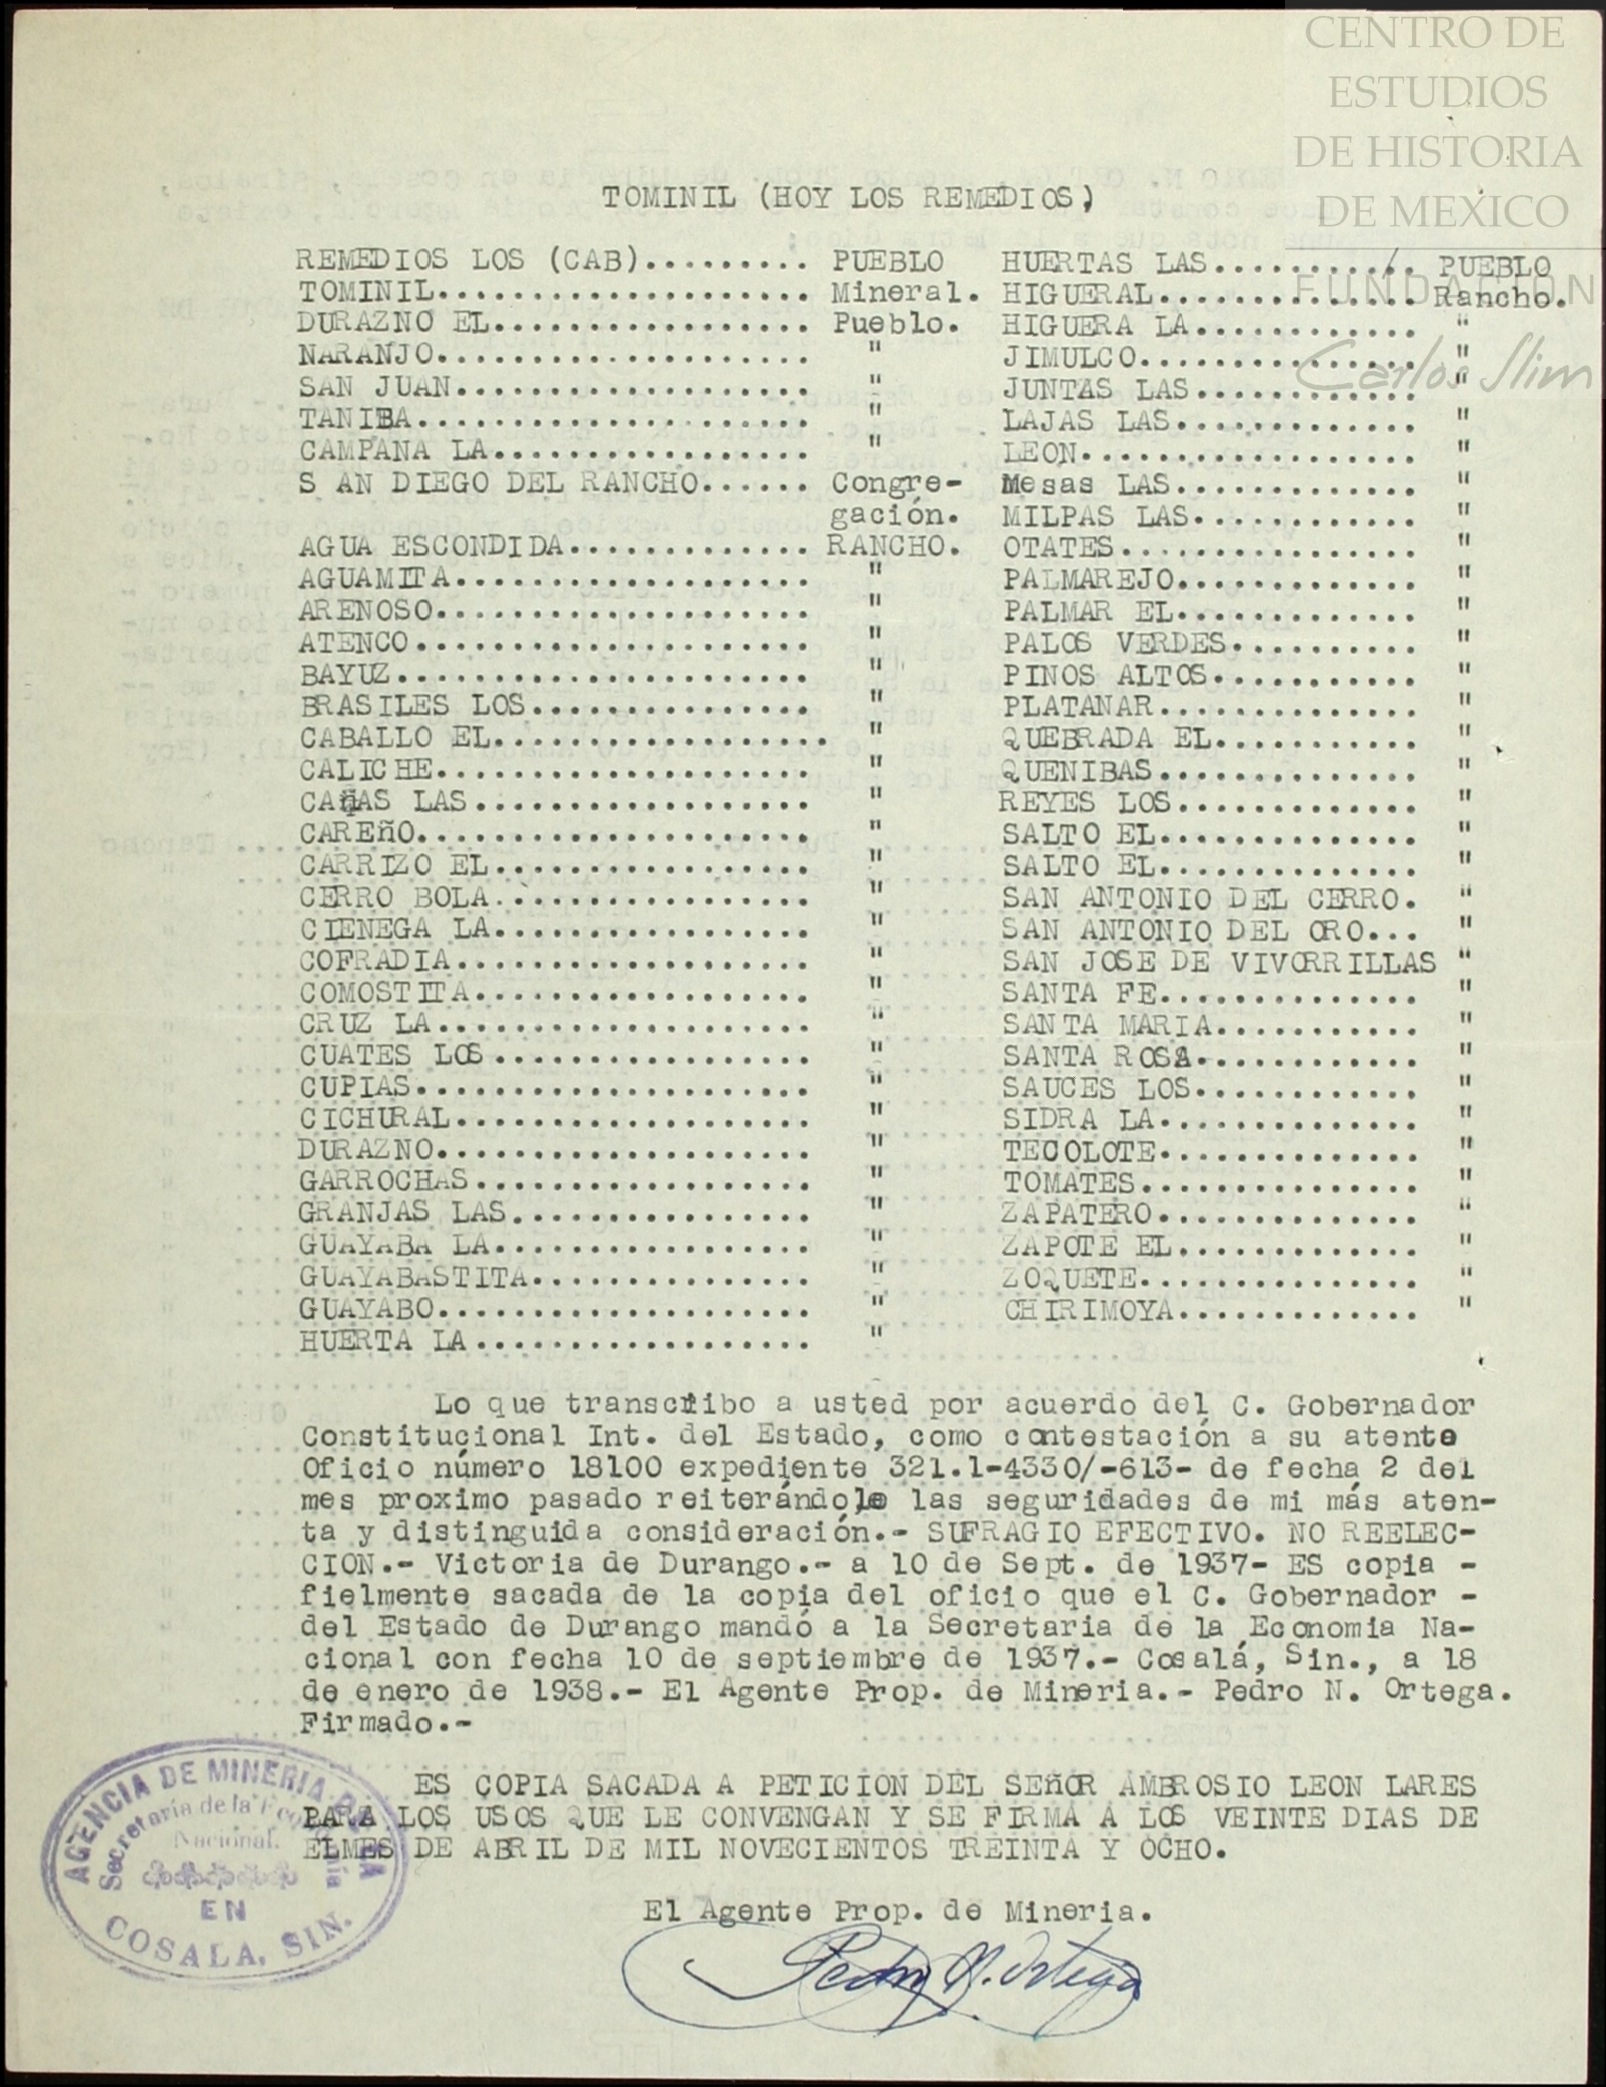 CENTRO DE
ESTUDIOS
DE HISTORIA
DE MEXICO
FUNDACION
Carlos Slim
TOMINIL (HOY LOS REMEDIOS)
REMEDIOS LOS (CAB)......... PUEBLO
TOMINIL.................... Mineral.
DURAZNO EL................. Pueblo.
NARANJO.................... "
SAN JUAN................... "
TANIBA..................... "
CAMPANA LA................. "
S AN DIEGO DEL RANCHO...... Congre-
gación.
AGUA ESCONDIDA............. RANCHO.
AGUAMITA................... "
ARENOSO.................... "
ATENCO..................... "
BAYUZ...................... "
BRASILES LOS............... "
CABALLO EL.................. "
CALICHE.................... "
CAñAS LAS.................. "
CAREñO..................... "
CARRIZO EL................. "
CERRO BOLA................. "
CIENEGA LA................. "
COFRADIA................... "
COMOSTITA.................. "
CRUZ LA.................... "
CUATES LOS................. "
CUPIAS..................... "
CICHURAL................... "
DURAZNO.................... "
GARROCHAS.................. "
GRANJAS LAS................ "
GUAYABA LA................. "
GUAYABASTITA............... "
GUAYABO.................... "
HUERTA LA.................. "
HUERTAS LAS........... PUEBLO
HIGUERAL.............. Rancho.
HIGUERA LA............ "
JIMULCO............... "
JUNTAS LAS............ "
LAJAS LAS............. "
LEON.................. "
Mesas LAS............. "
MILPAS LAS............ "
OTATES................ "
PALMAREJO............. "
PALMAR EL............. "
PALOS VERDES.......... "
PINOS ALTOS........... "
PLATANAR.............. "
QUEBRADA EL........... "
QUENIBAS.............. "
REYES LOS............. "
SALTO EL.............. "
SALTO EL.............. "
SAN ANTONIO DEL CERRO. "
SAN ANTONIO DEL ORO... "
SAN JOSE DE VIVORRILLAS "
SANTA FE.............. "
SANTA MARIA........... "
SANTA ROSA............ "
SAUCES LOS............ "
SIDRA LA.............. "
TECOLOTE.............. "
TOMATES............... "
ZAPATERO.............. "
ZAPOTE EL............. "
ZOQUETE............... "
CHIRIMOYA............. "
Lo que transcribo a usted por acuerdo del C. Gobernador
Constitucional Int. del Estado, como contestación a su atente
Oficio número 18100 expediente 321.1-4330/-613- de fecha 2 del
mes proximo pasado reiterándole las seguridades de mi más aten-
ta y distinguida consideración.- SUFRAGIO EFECTIVO. NO REELEC-
CION.- Victoria de Durango.- a 10 de Sept. de 1937- ES copia -
fielmente sacada de la copia del oficio que el C. Gobernador -
del Estado de Durango mandó a la Secretaria de la Economia Na-
cional con fecha 10 de septiembre de 1937.- Cosalá, Sin., a 18
de enero de 1938.- El Agente Prop. de Mineria.- Pedro N. Ortega.
Firmado.-
ES COPIA SACADA A PETICION DEL SEñOR AMBROSIO LEON LARES
PARA LOS USOS QUE LE CONVENGAN Y SE FIRMA A LOS VEINTE DIAS DE
ELMES DE ABRIL DE MIL NOVECIENTOS TREINTA Y OCHO.
El Agente Prop. de Mineria.
Pedro N. Ortega
AGENCIA DE MINERIA
Secretaria de la Economia
Nacional.
EN
COSALA, SIN.